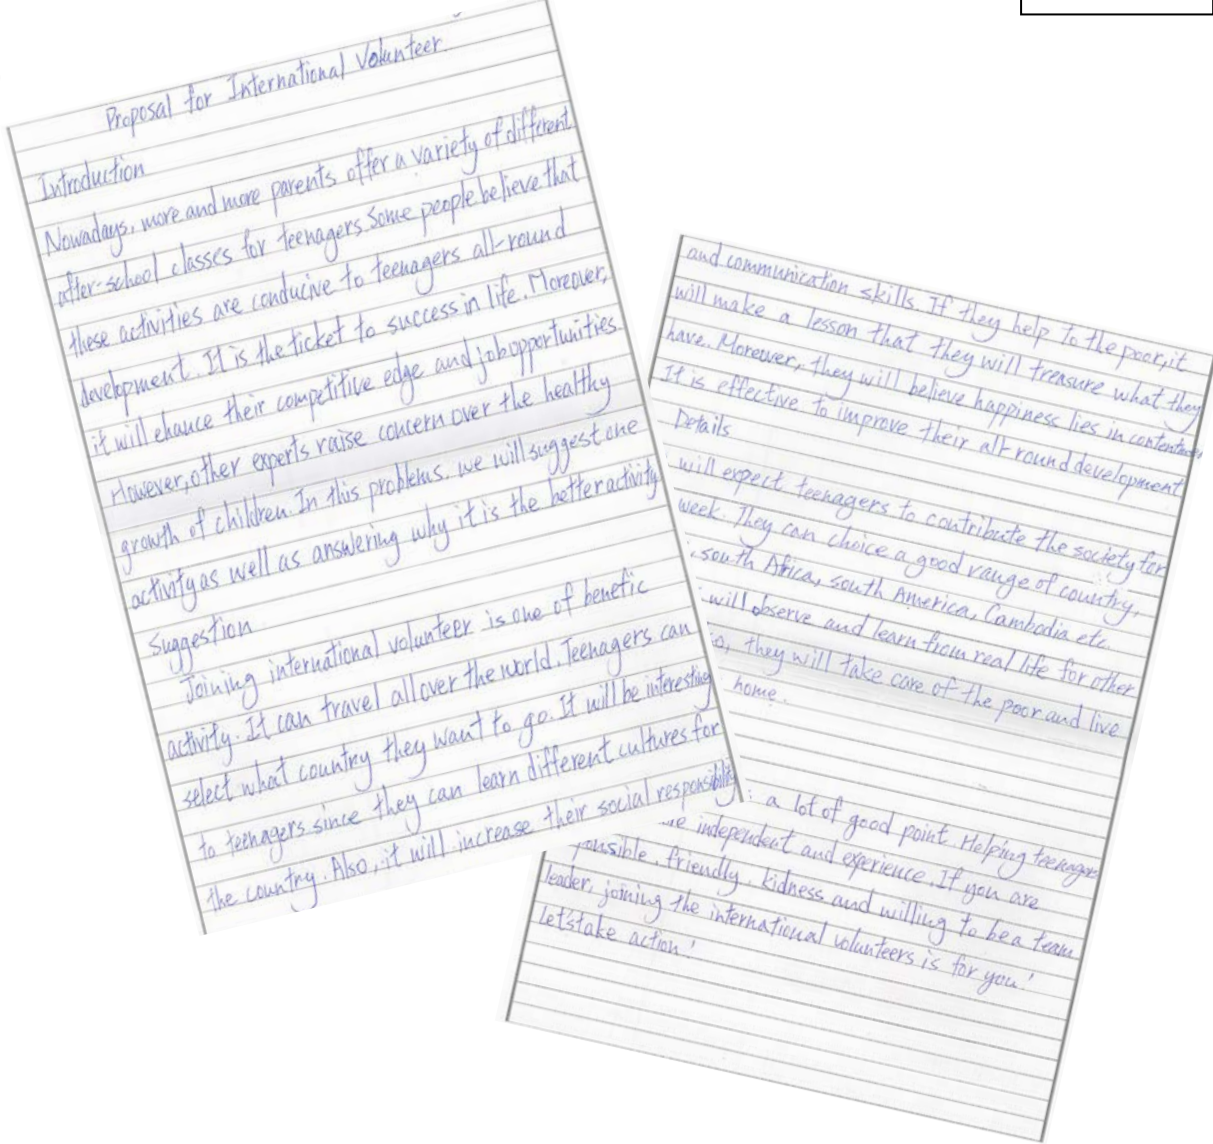 Proposal for International Volunteer
Introduction
Nowadays, more and more parents offer a variety of different
after-school classes for teenagers. Some people believe that
these activities are conducive to teenagers all-round
development. It is the ticket to success in life. Moreover,
it will ehance their competitive edge and job opportunities.
However, other experts raise concern over the healthy
growth of children. In this problems, we will suggest one
activity as well as answering why it is the better activity
Suggestion
Joining international volunteer is one of benefic
activity. It can travel all over the world. Teenagers can
select what country they want to go. It will be interesting
to teenagers since they can learn different cultures for
the country. Also, it will increase their social responsibility
and communication skills. If they help to the poor, it
will make a lesson that they will treasure what they
have. Moreover, they will believe happiness lies in
It is effective to improve their all-round development
Details
will expect teenagers to contribute the society for
week. They can choice a good range of country,
south Africa, south America, Cambodia etc.
will observe and learn from real life for other
they will take care of the poor and live
home.
a lot of good point. Helping teenagers
independent and experience. If you are
friendly, kidness and willing to be a team
leader, joining the international volunteers is for you!
Let's take action!